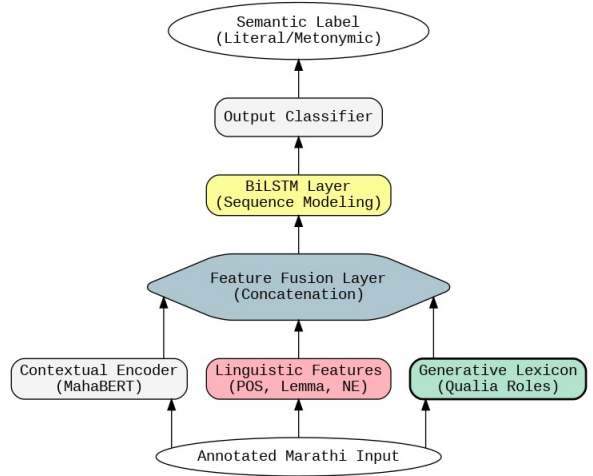 Semantic Label
(Literal/Metonymic)
Output Classifier
BiLSTM Layer
(Sequence Modeling)
Feature Fusion Layer
(Concatenation)
Contextual Encoder
(MahaBERT)
Linguistic Features
(POS, Lemma, NE)
Generative Lexicon
(Qualia Roles)
Annotated Marathi Input